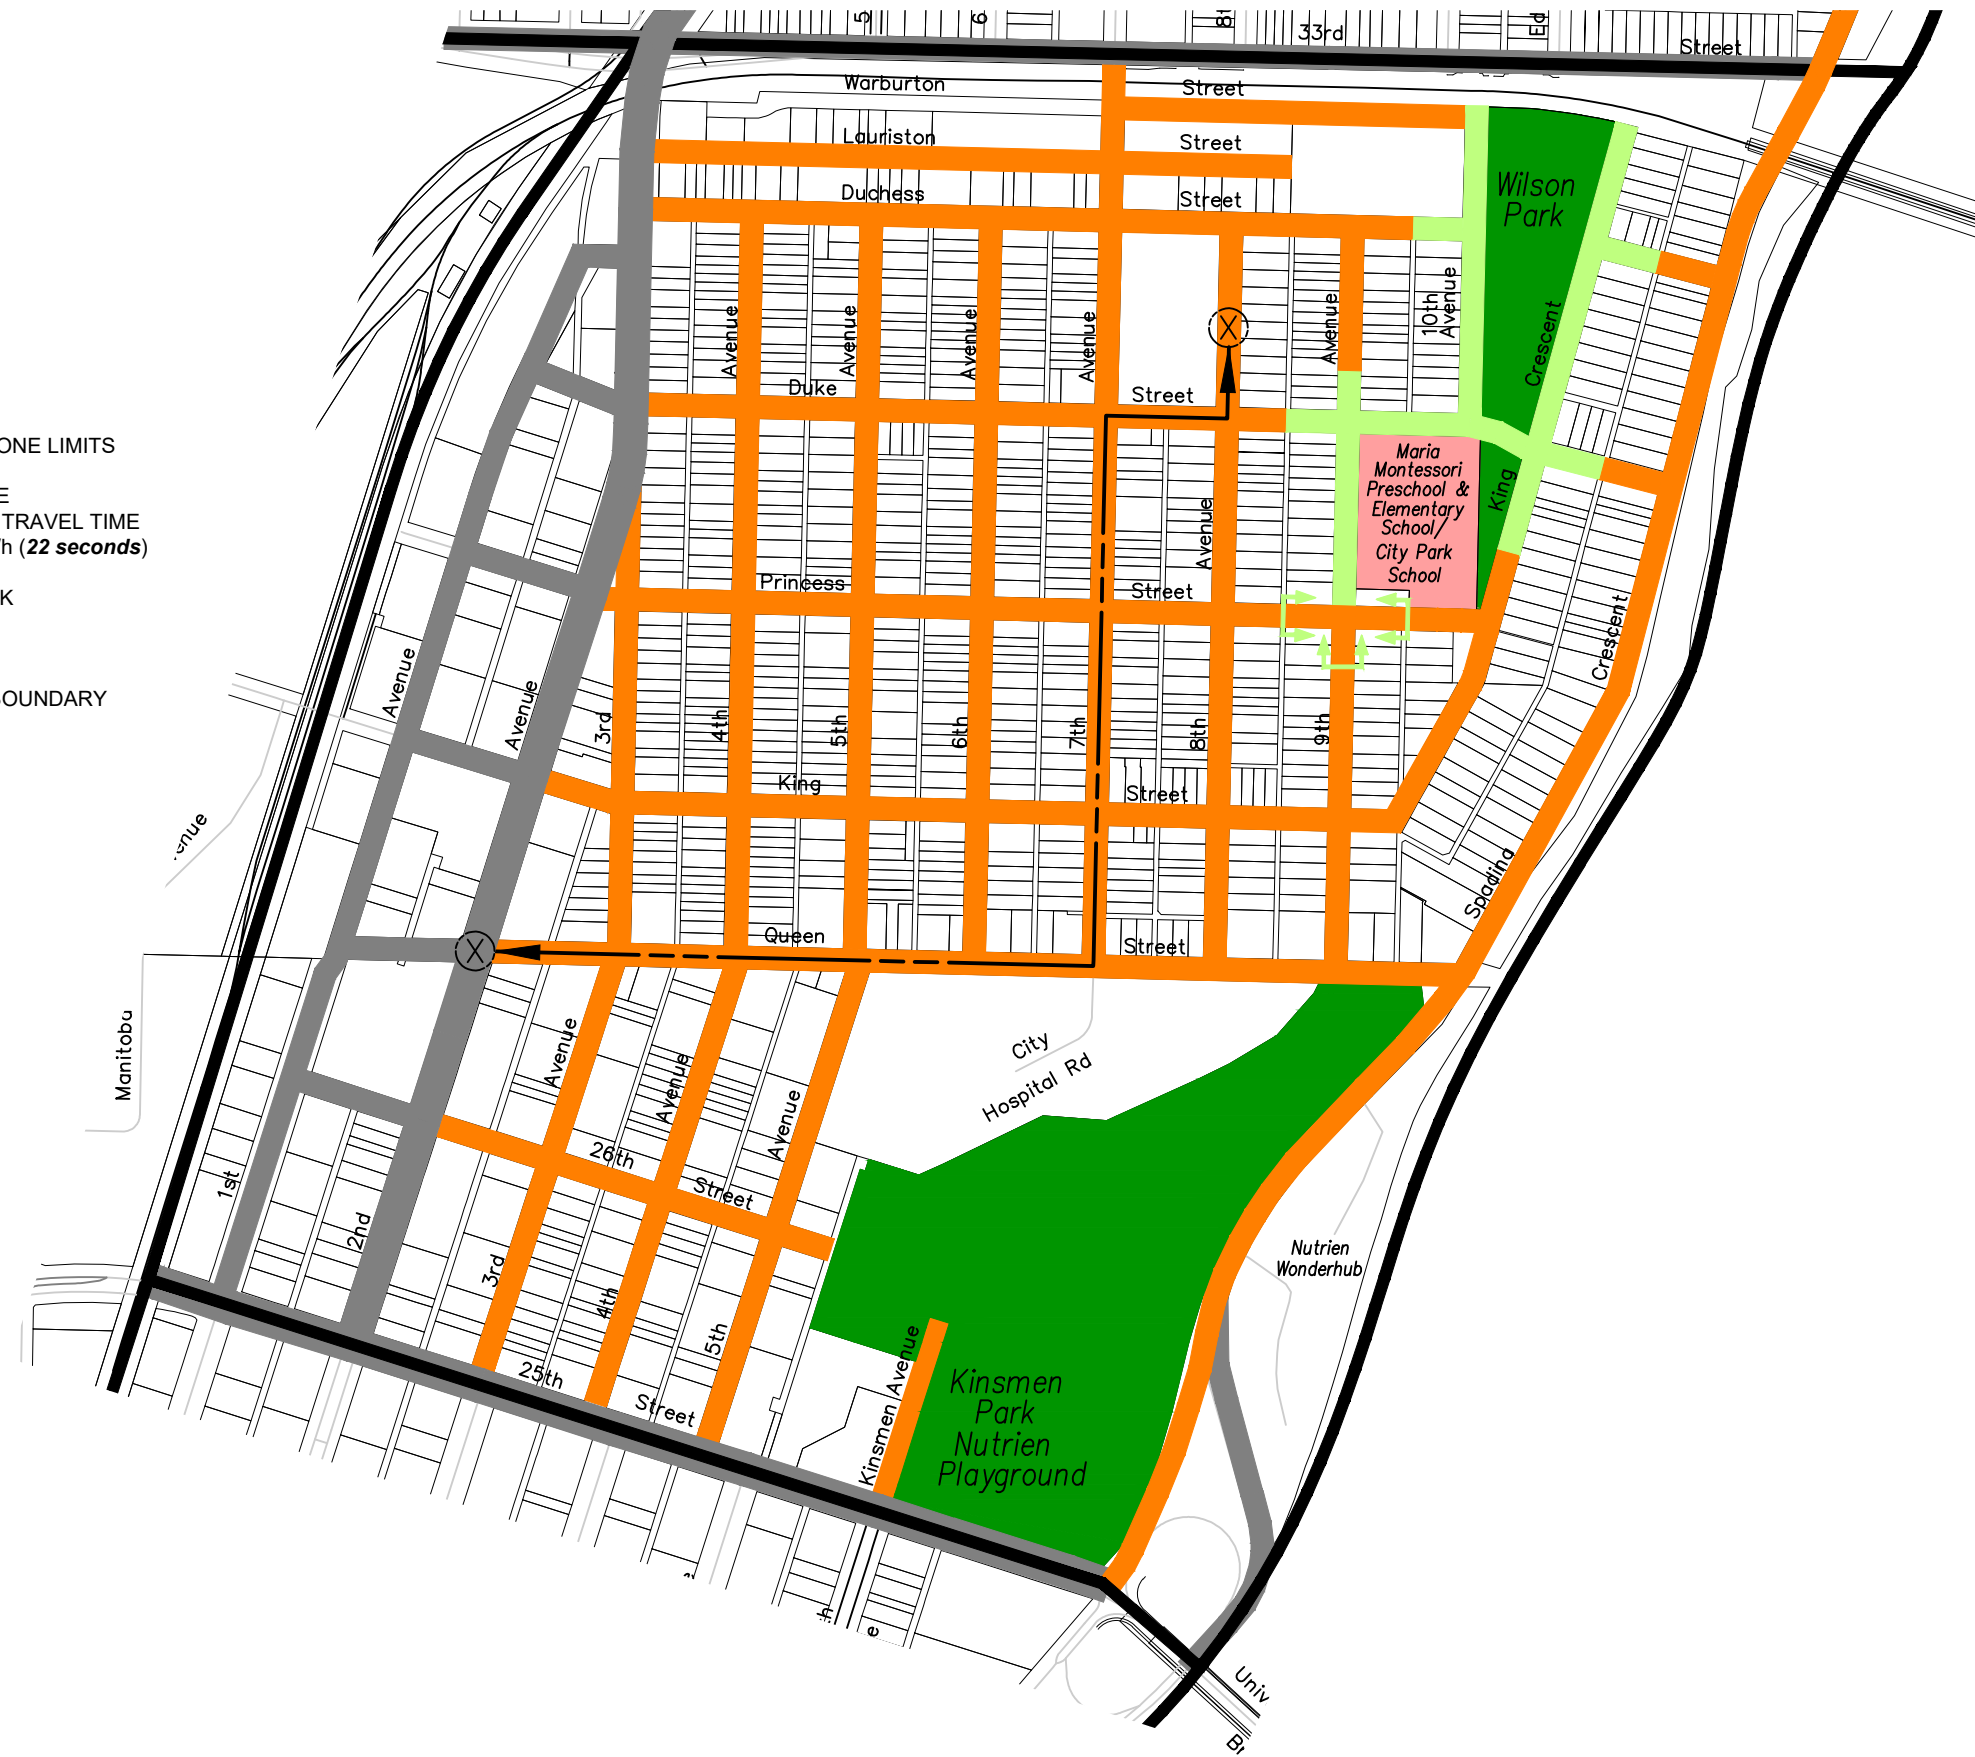 ONE LIMITS
E
TRAVEL TIME
h (22 seconds)
K
OUNDARY
33rd
Street
Warburton
Street
Lauriston
Street
Duchess
Street
Wilson
Park
Avenue
Avenue
Avenue
Avenue
Avenue
10th
Avenue
Crescent
Duke
Street
Maria
Montessori
Preschool &
Elementary
School/
City Park
School
King
Avenue
Princess
Street
Crescent
Avenue
Avenue
3rd
4th
5th
6th
7th
8th
9th
King
Street
Spadina
Queen
Street
Manitoba
City
Hospital Rd
Avenue
Avenue
Avenue
26th
Street
1st
2nd
3rd
4th
5th
Nutrien
Wonderhub
25th
Street
Kinsmen Avenue
Kinsmen
Park
Nutrien
Playground
Univ